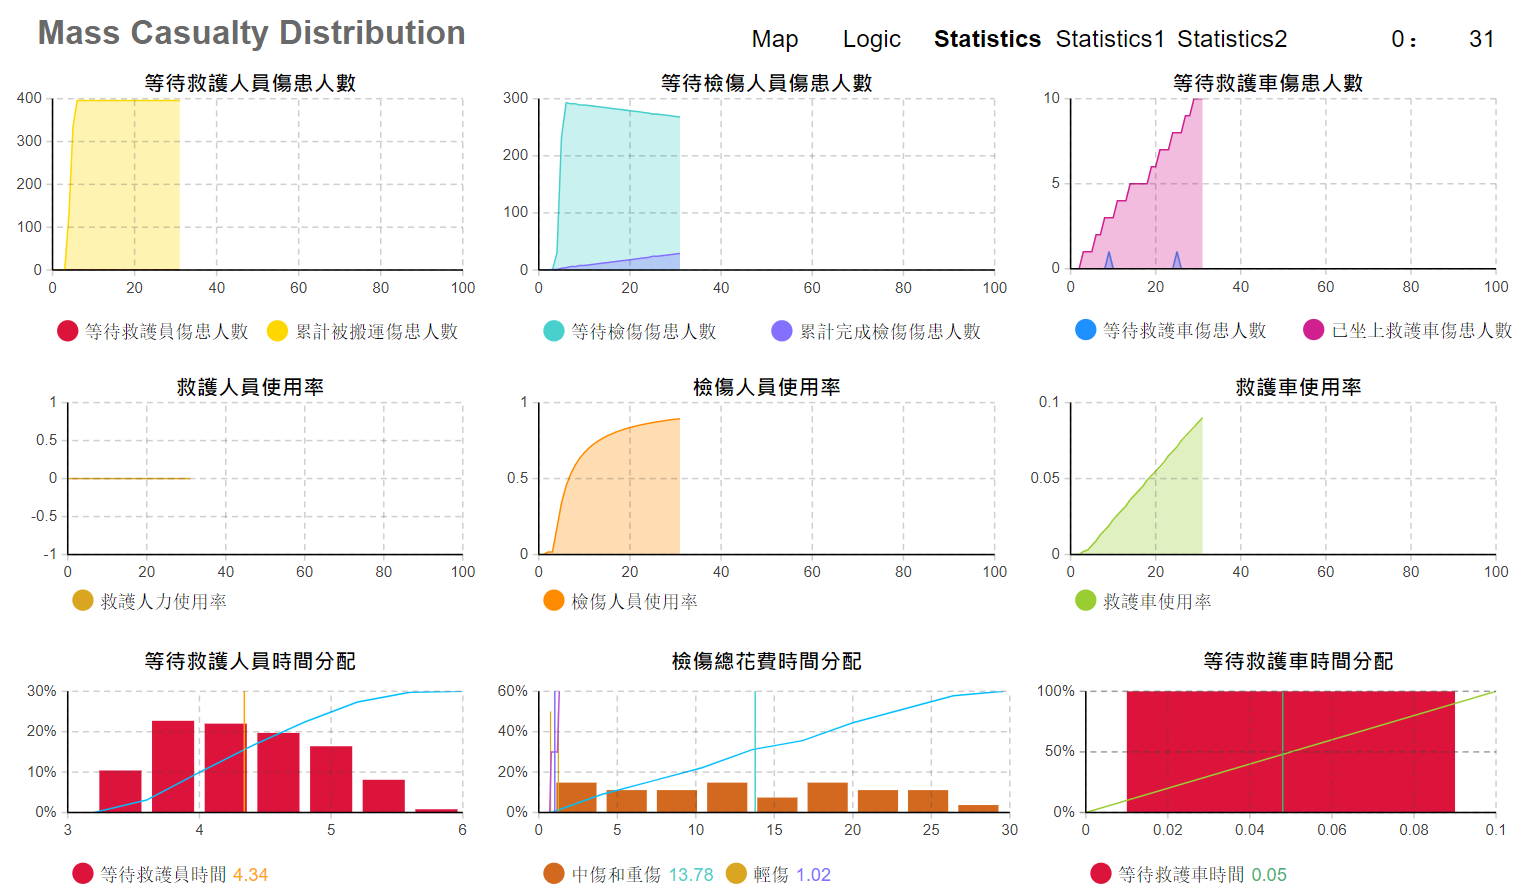 Mass Casualty Distribution
Map Logic Statistics Statistics1 Statistics2 0 : 31
等待救護人員傷患人數
400
300
200
100
0
0 20 40 60 80 100
等待救護員傷患人數 累計被搬運傷患人數
等待檢傷人員傷患人數
300
200
100
0
0 20 40 60 80 100
等待檢傷傷患人數 累計完成檢傷傷患人數
等待救護車傷患人數
10
5
0
0 20 40 60 80 100
等待救護車傷患人數 已坐上救護車傷患人數
救護人員使用率
1
0.5
0
-0.5
-1
0 20 40 60 80 100
救護人力使用率
檢傷人員使用率
1
0.5
0
0 20 40 60 80 100
檢傷人員使用率
救護車使用率
0.1
0.05
0
0 20 40 60 80 100
救護車使用率
等待救護人員時間分配
30%
20%
10%
0%
3 4 5 6
等待救護員時間 4.34
檢傷總花費時間分配
60%
40%
20%
0%
0 5 10 15 20 25 30
中傷和重傷 13.78 輕傷 1.02
等待救護車時間分配
100%
50%
0%
0 0.02 0.04 0.06 0.08 0.1
等待救護車時間 0.05